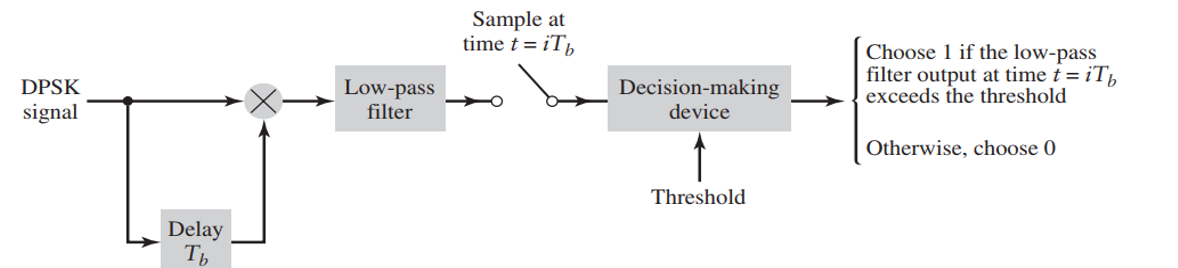 Sample at
time t = iT_b
DPSK
signal
Low-pass
filter
Decision-making
device
Choose 1 if the low-pass
filter output at time t = iT_b
exceeds the threshold
Otherwise, choose 0
Threshold
Delay
T_b